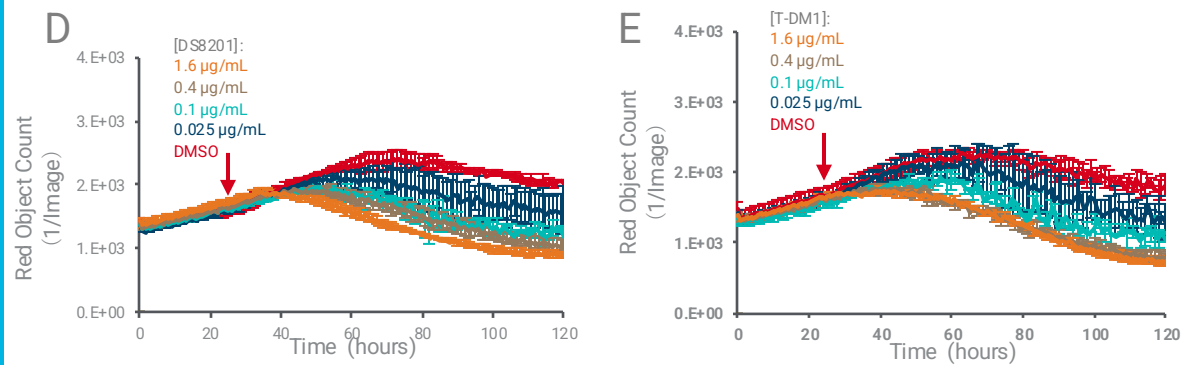 D
[DS8201]:
1.6 µg/mL
0.4 µg/mL
0.1 µg/mL
0.025 µg/mL
DMSO
4.E+03
3.E+03
2.E+03
1.E+03
0.E+00
Red Object Count
(1/Image)
0 20 40 60 80 100 120
Time (hours)
E
[T-DM1]:
1.6 µg/mL
0.4 µg/mL
0.1 µg/mL
0.025 µg/mL
DMSO
4.E+03
3.E+03
2.E+03
1.E+03
0.E+00
Red Object Count
(1/Image)
0 20 40 60 80 100 120
Time (hours)